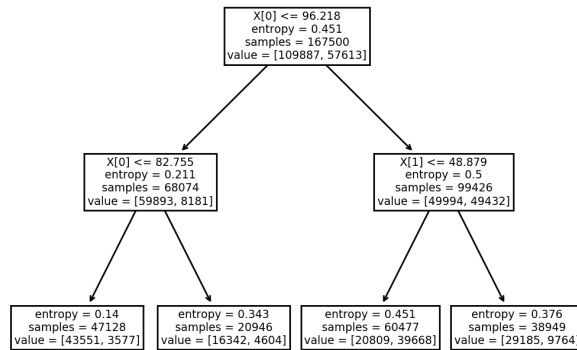 X[0] <= 96.218
entropy = 0.451
samples = 167500
value = [109887, 57613]
X[0] <= 82.755
entropy = 0.211
samples = 68074
value = [59893, 8181]
X[1] <= 48.879
entropy = 0.5
samples = 99426
value = [49994, 49432]
entropy = 0.14
samples = 47128
value = [43551, 3577]
entropy = 0.343
samples = 20946
value = [16342, 4604]
entropy = 0.451
samples = 60477
value = [20809, 39668]
entropy = 0.376
samples = 38949
value = [29185, 9764]